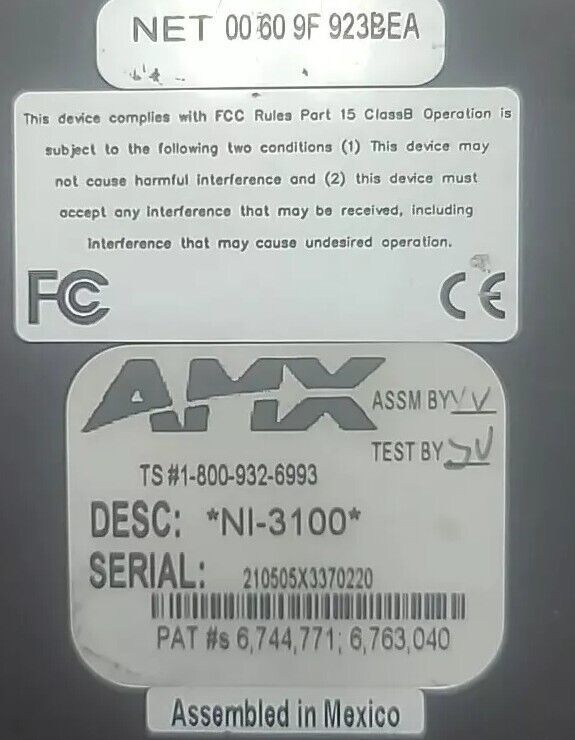 NET 00 60 9F 923BEA
This device complies with FCC Rules Part 15 ClassB Operation is
subject to the following two conditions (1) This device may
not cause harmful interference and (2) this device must
accept any interference that may be received, including
interference that may cause undesired operation.
FC CE
AMX
ASSM BY VV
TEST BY JV
TS #1-800-932-6993
DESC: *NI-3100*
SERIAL: 210505X3370220
PAT #s 6,744,771; 6,763,040
Assembled in Mexico